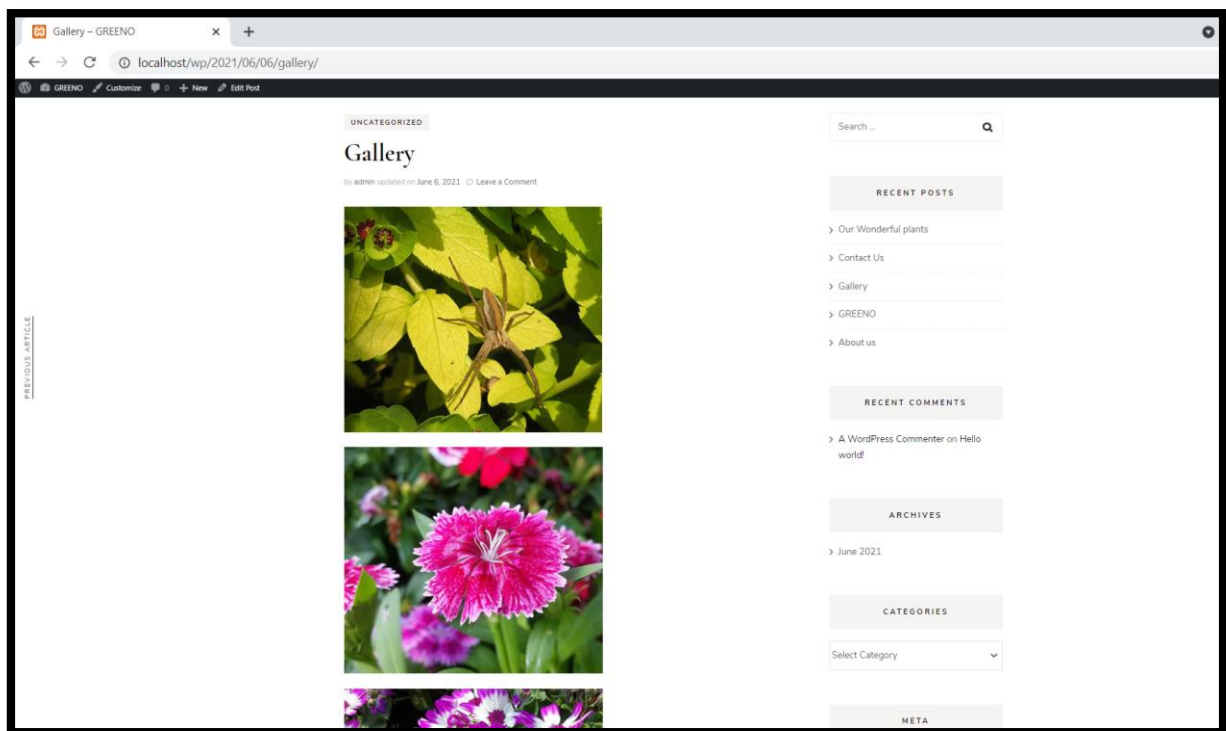 Gallery – GREENO
localhost/wp/2021/06/06/gallery/
GREENO Customize 0 New Edit Post
UNCATEGORIZED
Gallery
by admin updated on June 6, 2021 Leave a Comment
PREVIOUS ARTICLE
Search ...
RECENT POSTS
Our Wonderful plants
Contact Us
Gallery
GREENO
About us
RECENT COMMENTS
A WordPress Commenter on Hello
world!
ARCHIVES
June 2021
CATEGORIES
Select Category
META